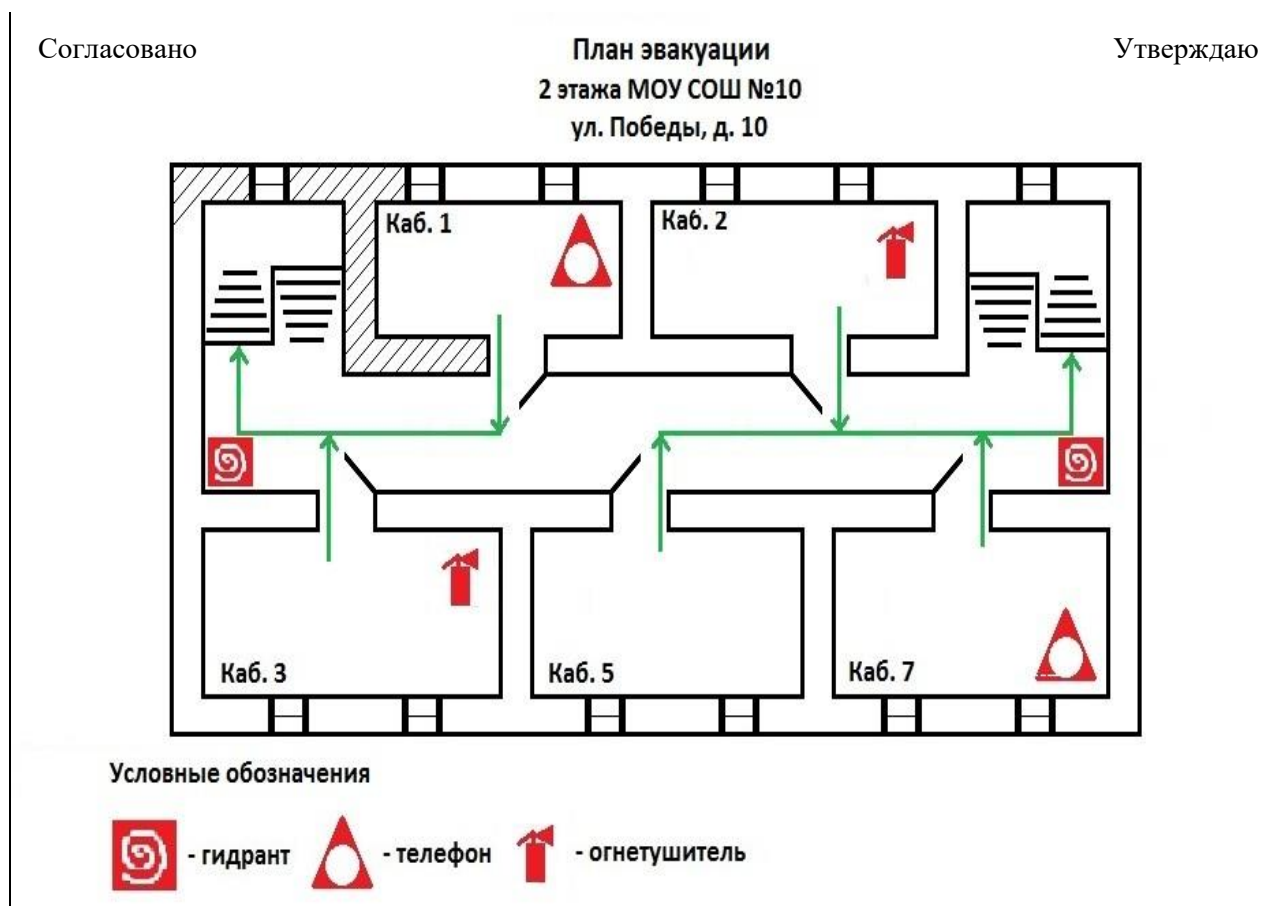 Согласовано
План эвакуации
Утверждаю
2 этажа МОУ СОШ №10
ул. Победы, д. 10
Каб. 1
Каб. 2
Каб. 3
Каб. 5
Каб. 7
Условные обозначения
- гидрант
- телефон
- огнетушитель